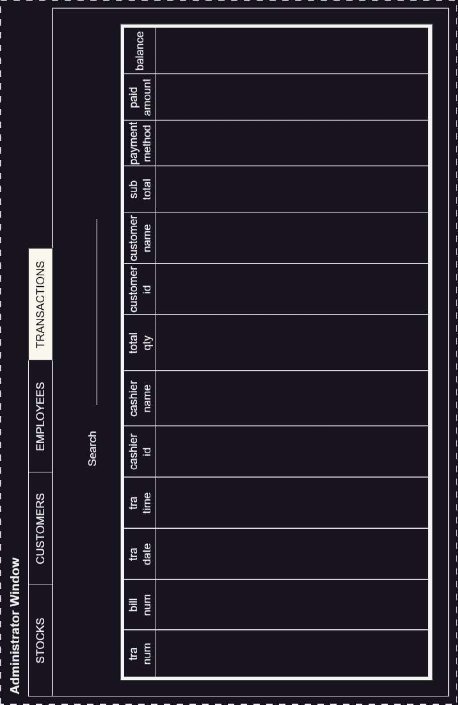 Administrator Window
STOCKS CUSTOMERS EMPLOYEES TRANSACTIONS
Search
tra num
bill num
tra date
tra time
cashier id
cashier name
total qty
customer id
customer name
sub total
payment method
paid amount
balance